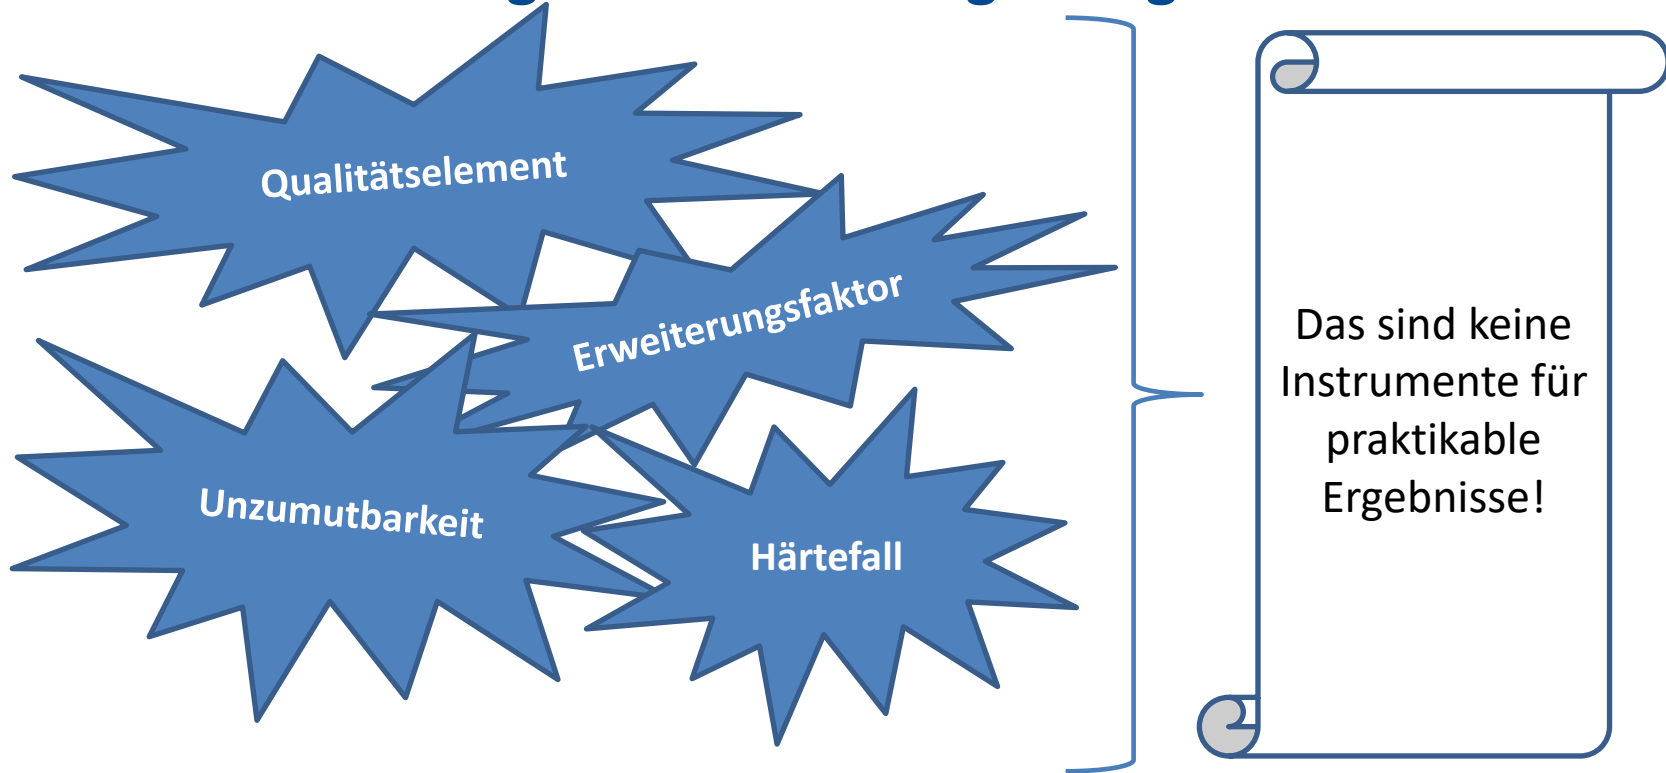 Qualitätselement
Erweiterungsfaktor
Unzumutbarkeit
Härtefall
Das sind keine
Instrumente für
praktikable
Ergebnisse!